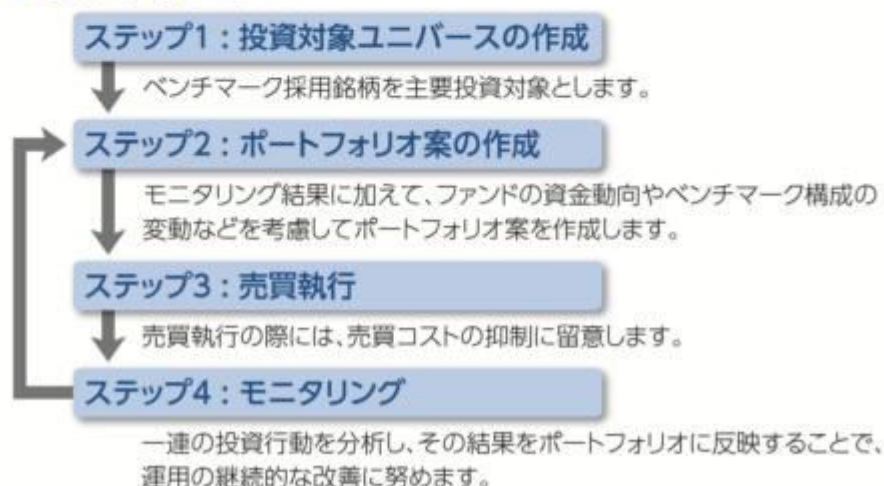 ステップ1：投資対象ユニバースの作成
ベンチマーク採用銘柄を主要投資対象とします。
ステップ2：ポートフォリオ案の作成
モニタリング結果に加えて、ファンドの資金動向やベンチマーク構成の
変動などを考慮してポートフォリオ案を作成します。
ステップ3：売買執行
売買執行の際には、売買コストの抑制に留意します。
ステップ4：モニタリング
一連の投資行動を分析し、その結果をポートフォリオに反映することで、
運用の継続的な改善に努めます。